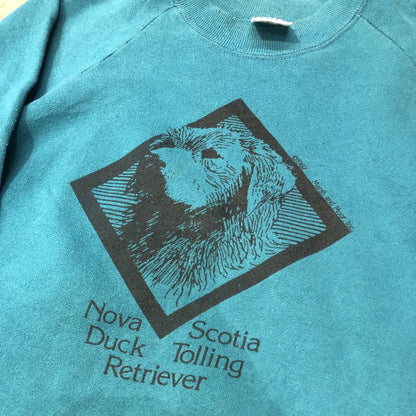 Nova Scotia
Duck Tolling
Retriever